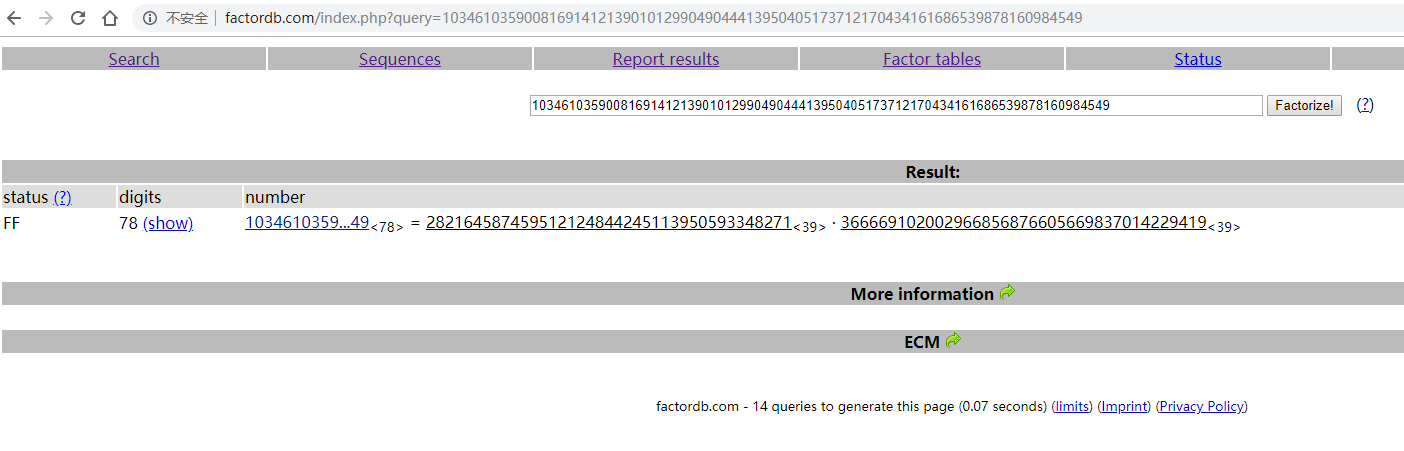 不安全 | factordb.com/index.php?query=103461035900816914121390101299049044413950405173712170434161686539878160984549
Search Sequences Report results Factor tables Status
103461035900816914121390101299049044413950405173712170434161686539878160984549 Factorize! (?)
Result:
status (?) digits number
FF 78 (show) 1034610359...49<78> = 282164587459512124844245113950593348271<39> · 366669102002966856876605669837014229419<39>
More information
ECM
factordb.com - 14 queries to generate this page (0.07 seconds) (limits) (Imprint) (Privacy Policy)